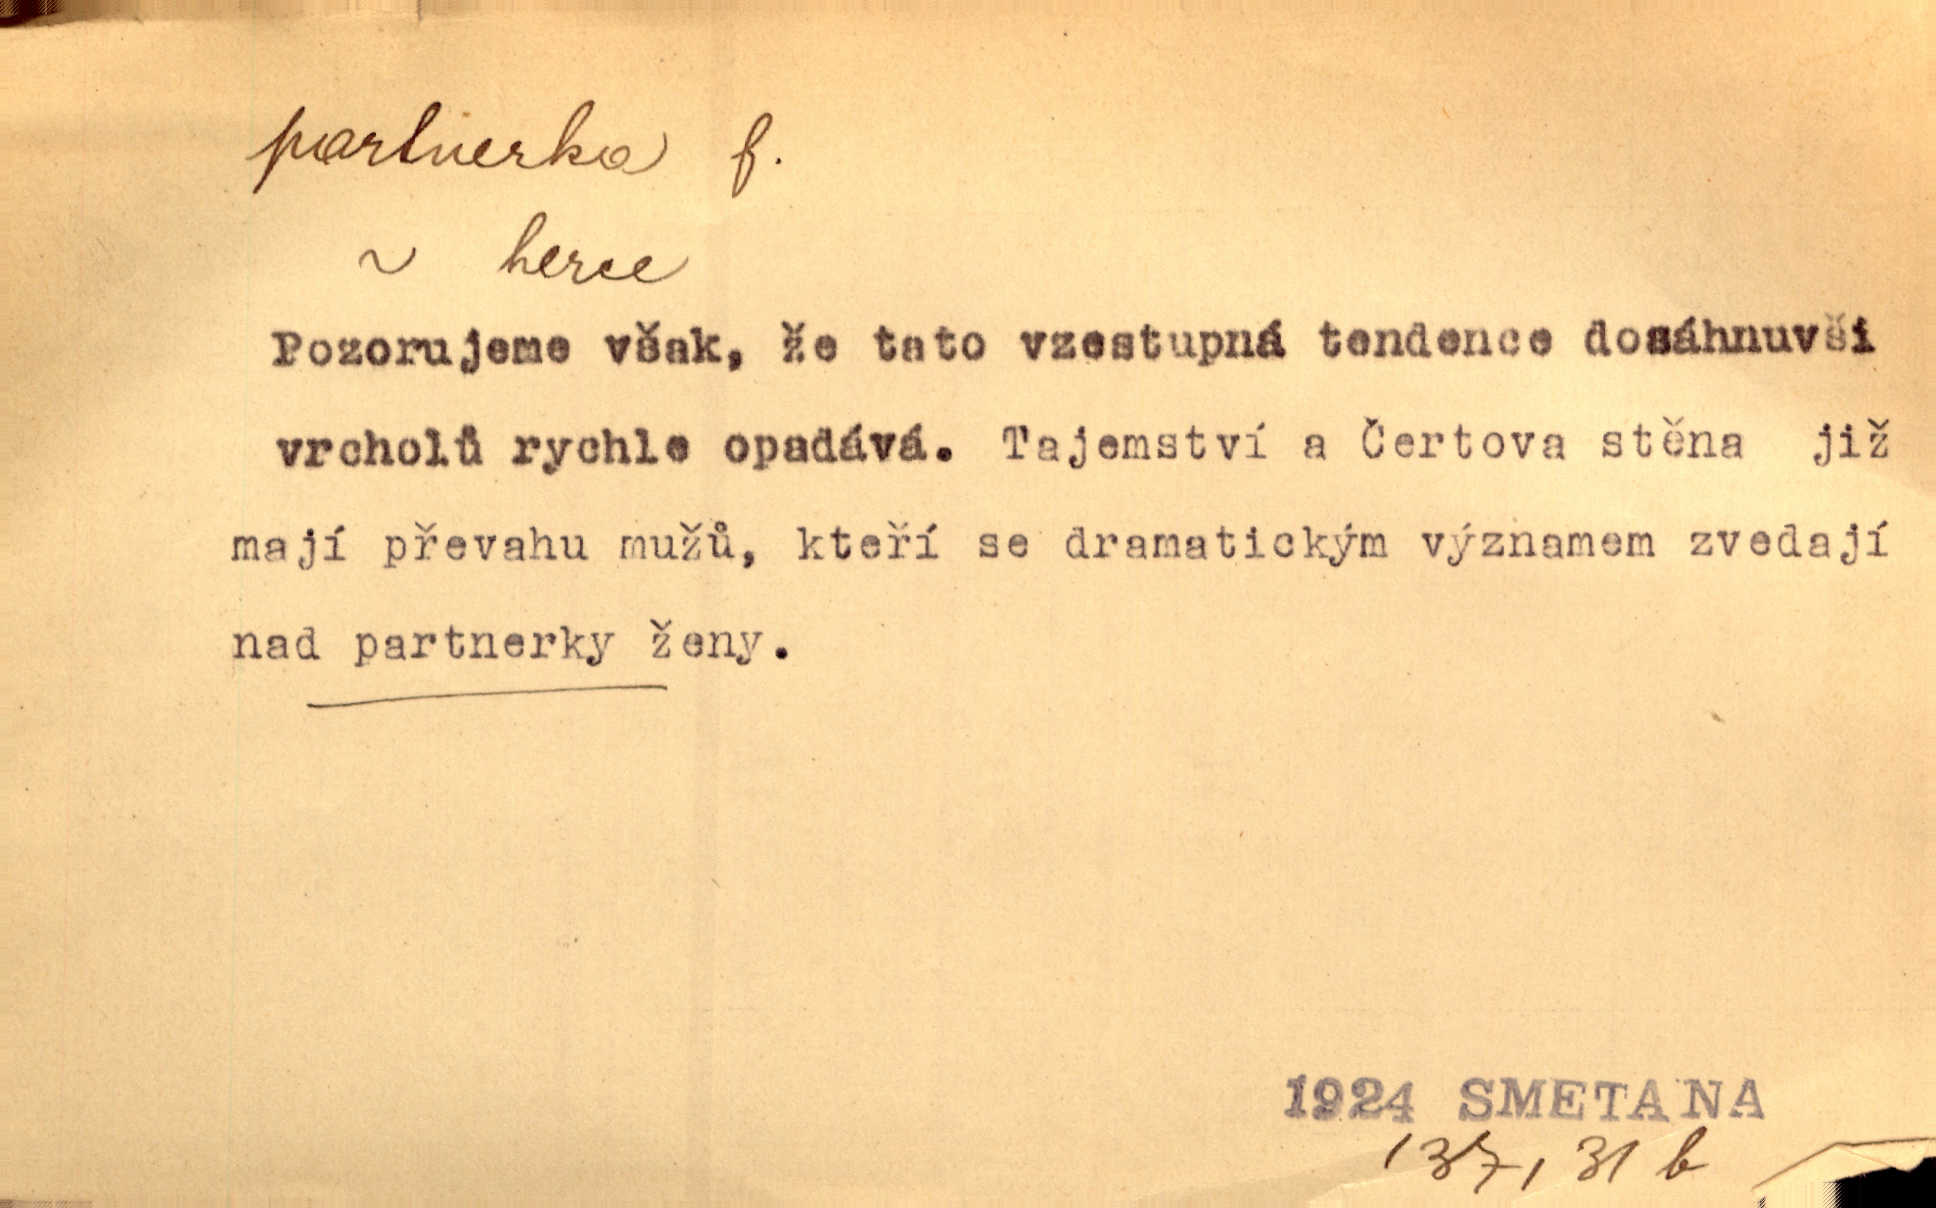 partnerka f.
~ herce
Pozorujeme však, že tato vzestupná tendence dosáhnuvši
vrcholů rychle opadává. Tajemství a Čertova stěna již
mají převahu mužů, kteří se dramatickým významem zvedají
nad partnerky ženy.
1924 SMETANA
137, 31 b